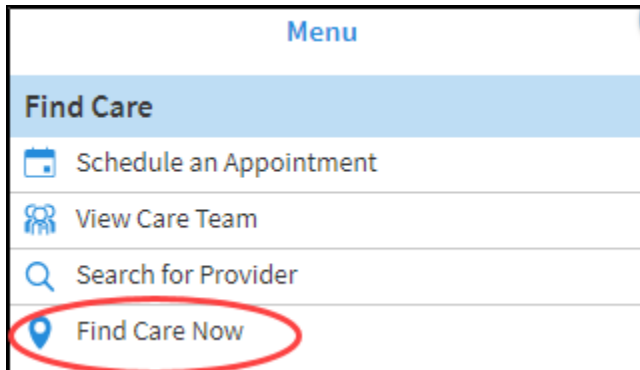 Menu
Find Care
Schedule an Appointment
View Care Team
Search for Provider
Find Care Now